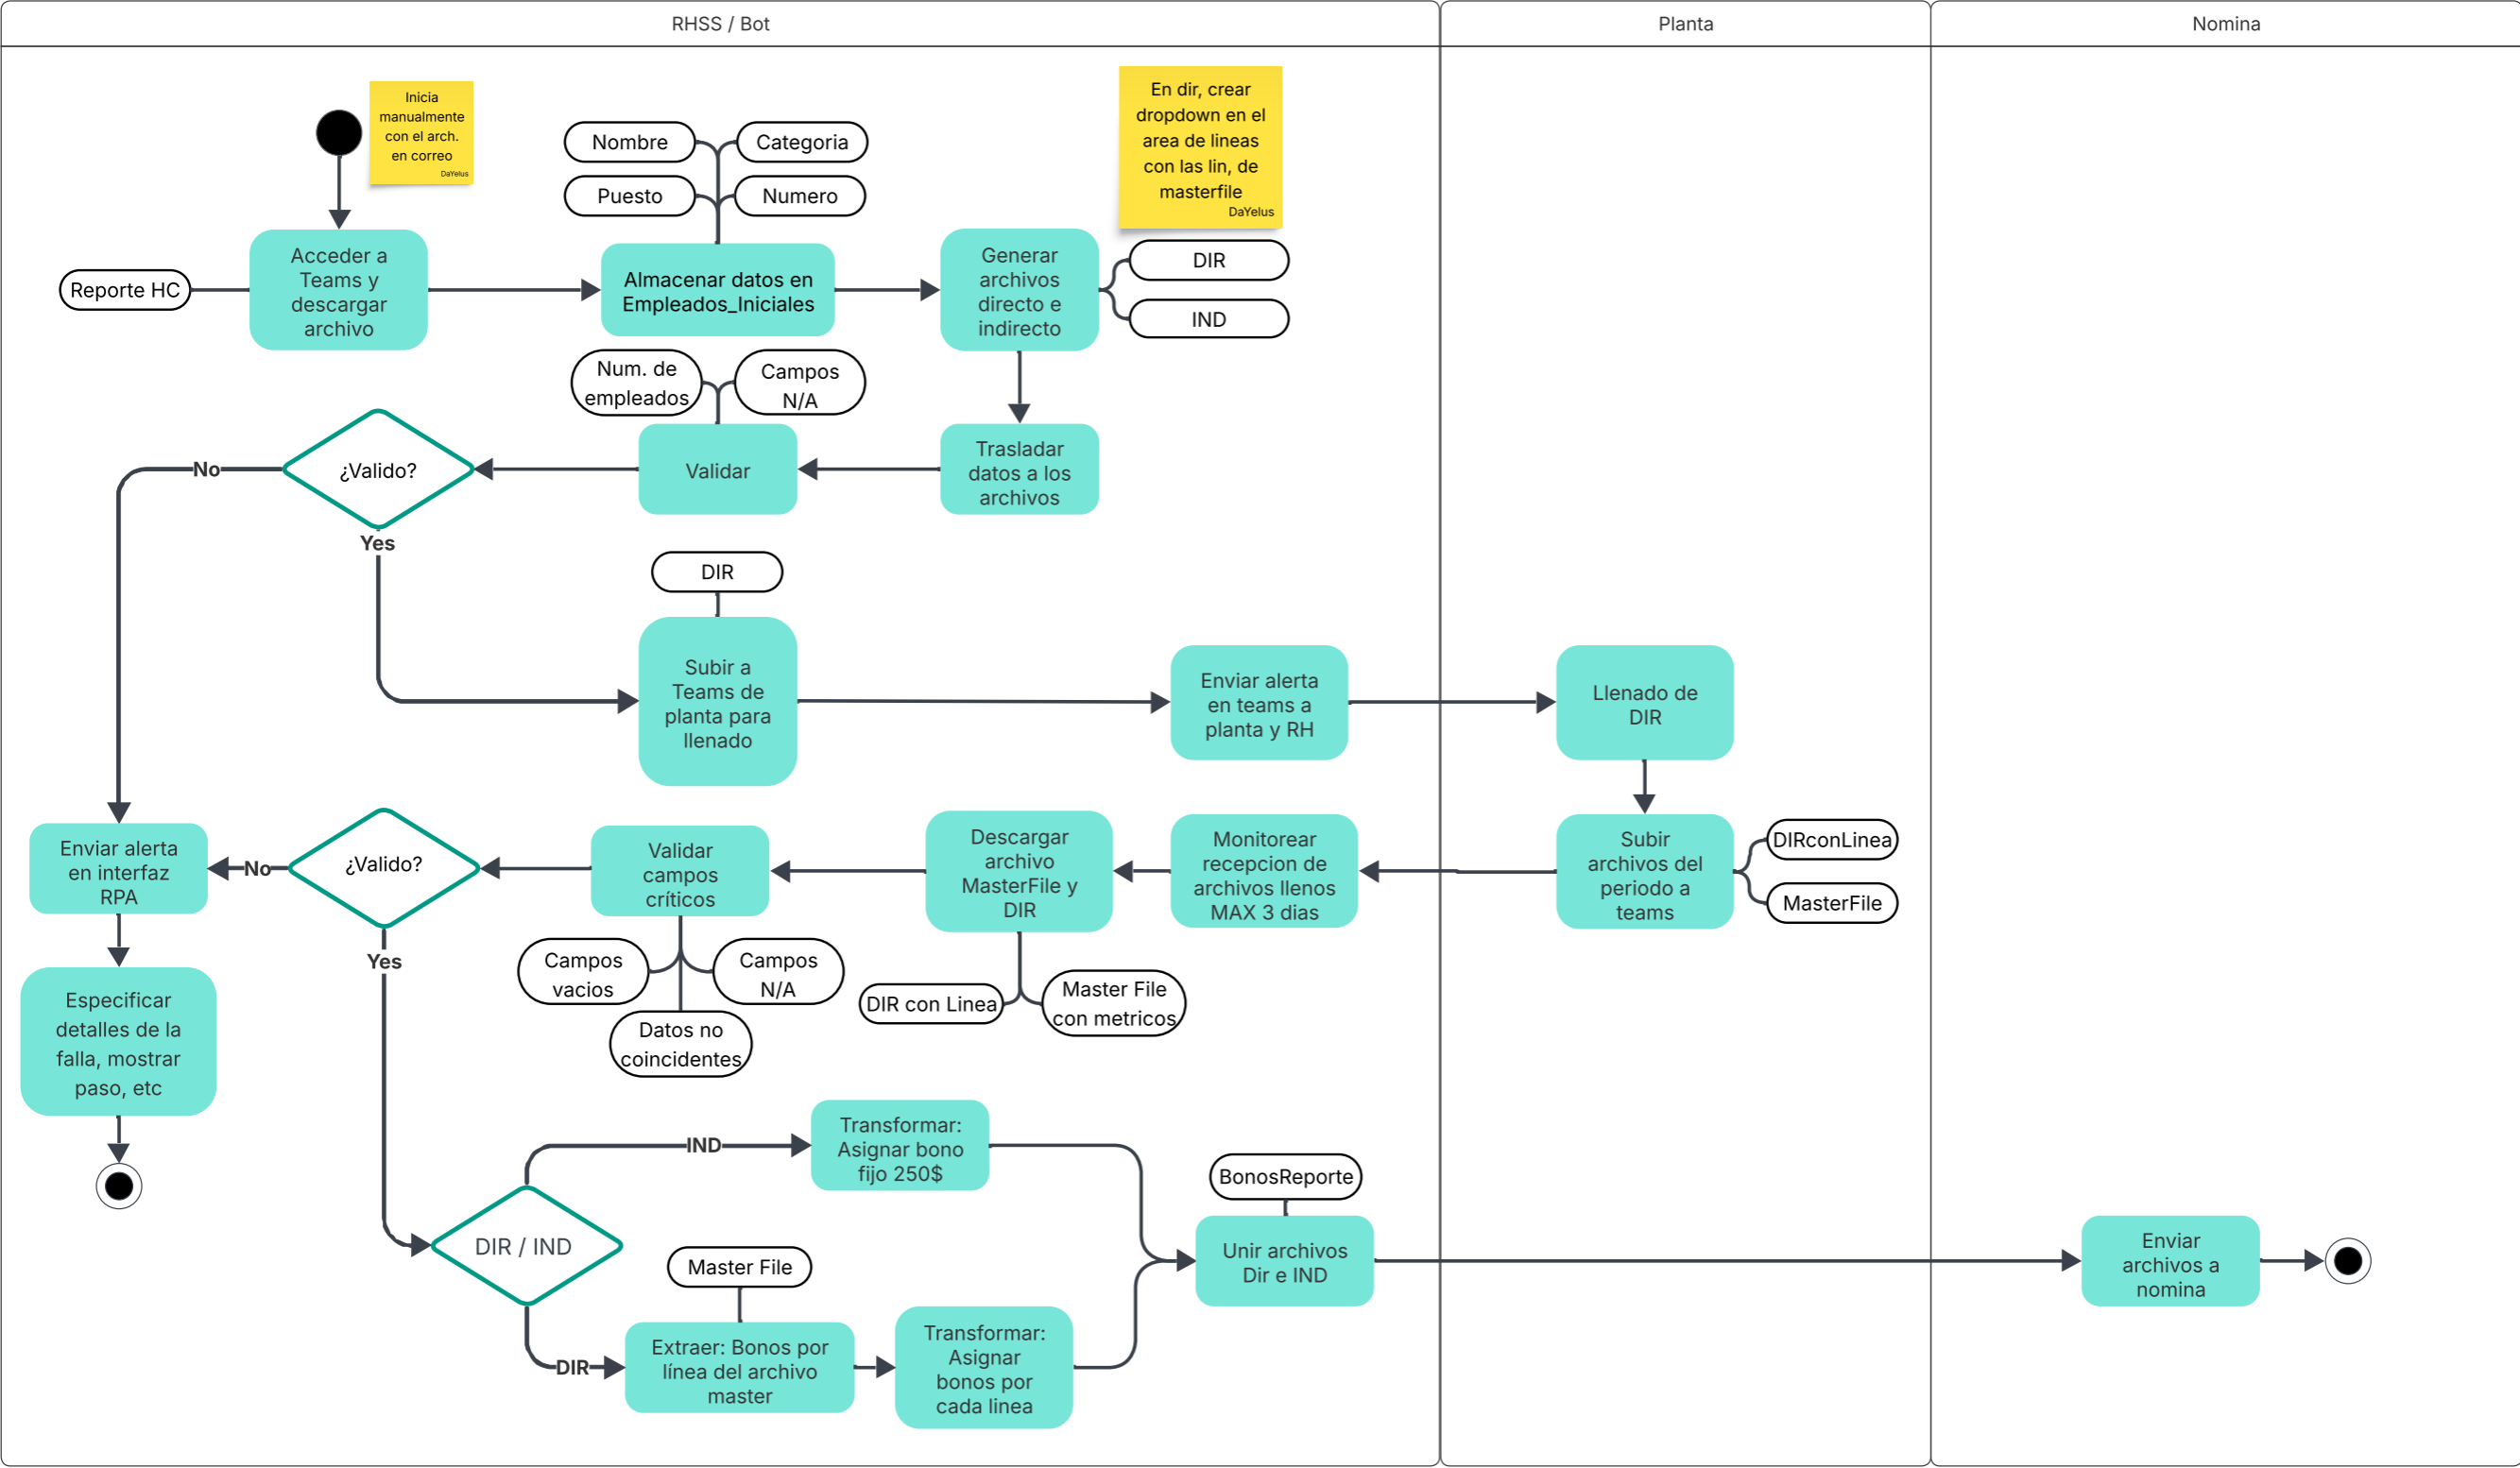 RHSS / Bot
Planta
Nomina
Inicia
manualmente
con el arch.
en correo
DaYelus
Nombre
Categoria
Puesto
Numero
En dir, crear
dropdown en el
area de lineas
con las lin, de
masterfile
DaYelus
Reporte HC
Acceder a
Teams y
descargar
archivo
Almacenar datos en
Empleados_Iniciales
Generar
archivos
directo e
indirecto
DIR
IND
Num. de
empleados
Campos
N/A
No
¿Valido?
Validar
Trasladar
datos a los
archivos
Yes
DIR
Subir a
Teams de
planta para
llenado
Enviar alerta
en teams a
planta y RH
Llenado de
DIR
Enviar alerta
en interfaz
RPA
No
¿Valido?
Validar
campos
críticos
Descargar
archivo
MasterFile y
DIR
Monitorear
recepcion de
archivos llenos
MAX 3 dias
Subir
archivos del
periodo a
teams
DIRconLinea
MasterFile
Yes
Campos
vacios
Campos
N/A
Datos no
coincidentes
DIR con Linea
Master File
con metricos
Especificar
detalles de la
falla, mostrar
paso, etc
IND
Transformar:
Asignar bono
fijo 250$
BonosReporte
DIR / IND
Master File
Unir archivos
Dir e IND
Enviar
archivos a
nomina
DIR
Extraer: Bonos por
línea del archivo
master
Transformar:
Asignar
bonos por
cada linea